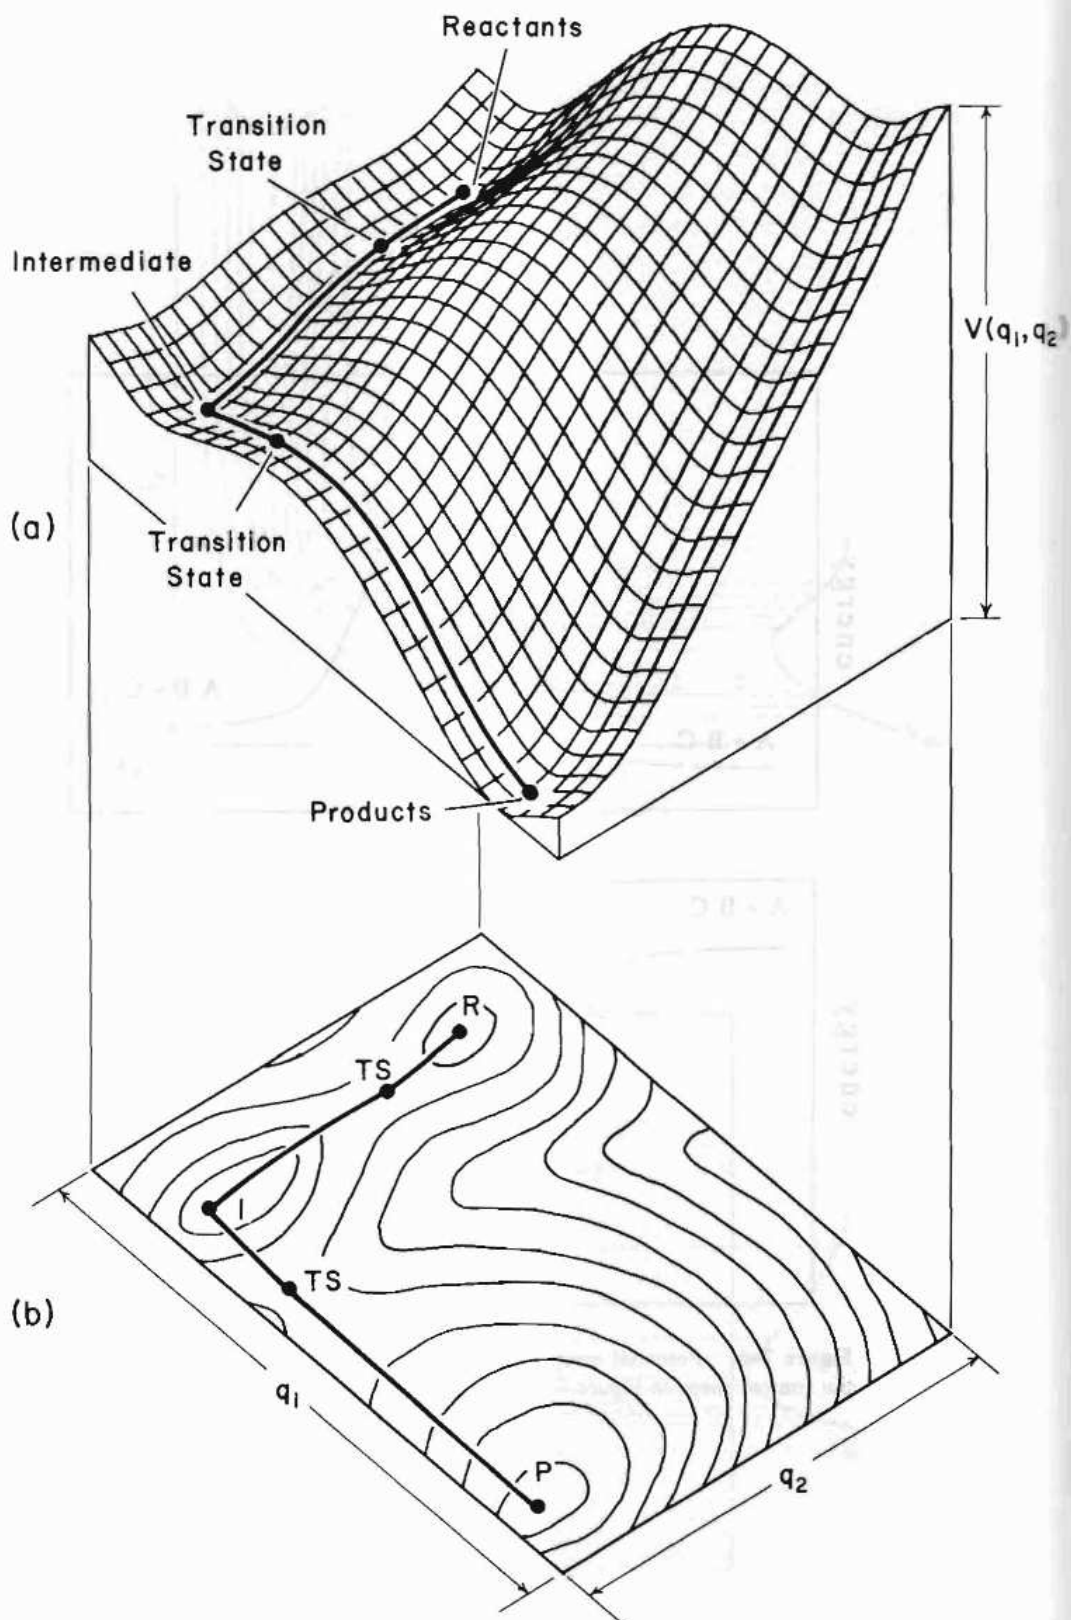 Reactants
Transition
State
Intermediate
V(q₁,q₂)
(a)
Transition
State
Products
R
TS
I
TS
(b)
q₁
P
q₂